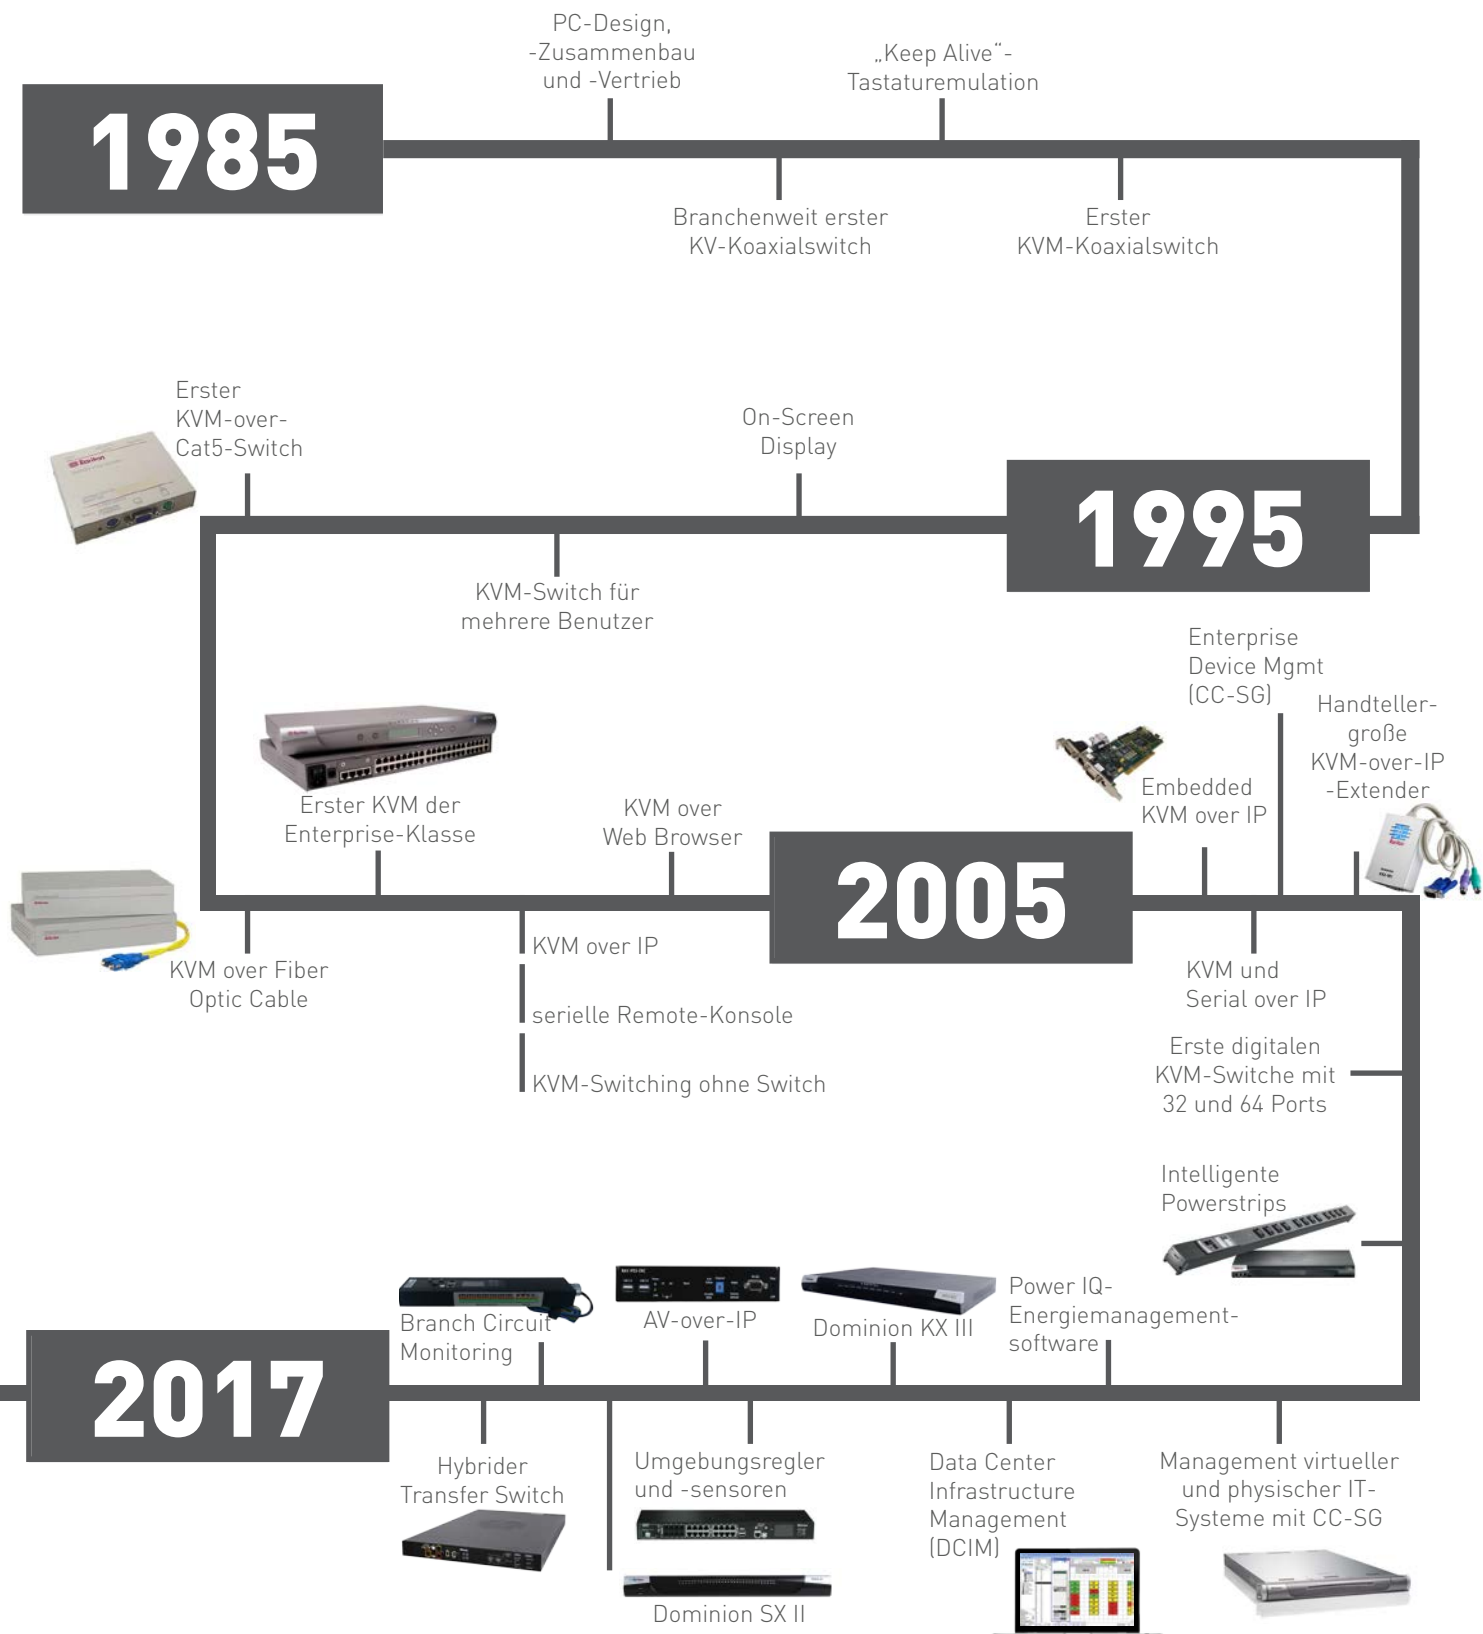 1985
PC-Design,
-Zusammenbau
und -Vertrieb
Branchenweit erster
KV-Koaxialswitch
„Keep Alive“-
Tastaturemulation
Erster
KVM-Koaxialswitch
1995
On-Screen
Display
KVM-Switch für
mehrere Benutzer
Erster
KVM-over-
Cat5-Switch
KVM over Fiber
Optic Cable
Erster KVM der
Enterprise-Klasse
KVM over IP
serielle Remote-Konsole
KVM-Switching ohne Switch
KVM over
Web Browser
2005
Embedded
KVM over IP
KVM und
Serial over IP
Enterprise
Device Mgmt
(CC-SG)
Handteller-
große
KVM-over-IP
-Extender
Erste digitalen
KVM-Switche mit
32 und 64 Ports
Intelligente
Powerstrips
Management virtueller
und physischer IT-
Systeme mit CC-SG
Power IQ-
Energiemanagement-
software
Data Center
Infrastructure
Management
(DCIM)
Dominion KX III
Umgebungsregler
und -sensoren
AV-over-IP
Dominion SX II
Branch Circuit
Monitoring
Hybrider
Transfer Switch
2017